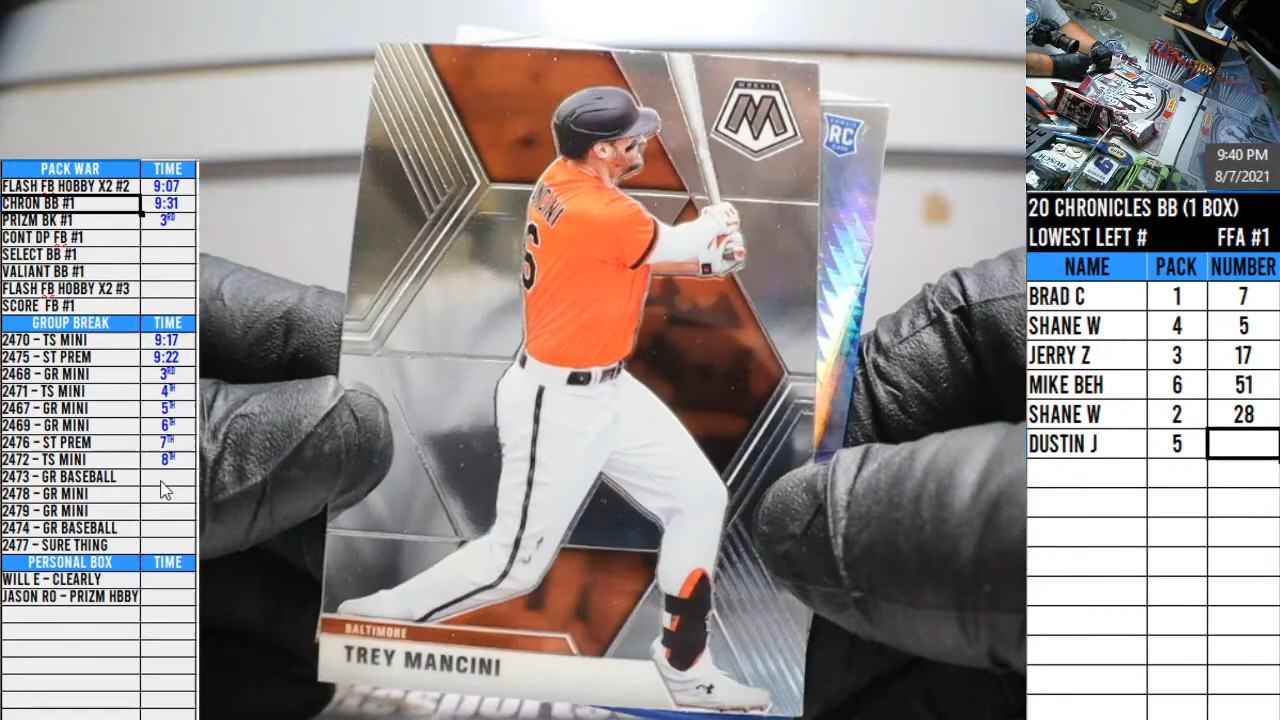 PACK WAR TIME
FLASH FB HOBBY X2 #2 9:07
CHRON BB #1 9:31
PRIZM BK #1 3RD
CONT DP FB #1
SELECT BB #1
VALIANT BB #1
FLASH FB HOBBY X2 #3
SCORE FB #1
GROUP BREAK TIME
2470 – TS MINI 9:17
2475 – ST PREM 9:22
2468 – GR MINI 3RD
2471 – TS MINI 4TH
2467 – GR MINI 5TH
2469 – GR MINI 6TH
2476 – ST PREM 7TH
2472 – TS MINI 8TH
2473 – GR BASEBALL
2478 – GR MINI
2479 – GR MINI
2474 – GR BASEBALL
2477 – SURE THING
PERSONAL BOX TIME
WILL E – CLEARLY
JASON RO – PRIZM HBBY
MOSAIC
M
RC
MANCINI
6
BALTIMORE
TREY MANCINI
9:40 PM
8/7/2021
20 CHRONICLES BB (1 BOX)
LOWEST LEFT # FFA #1
NAME PACK NUMBER
BRAD C 1 7
SHANE W 4 5
JERRY Z 3 17
MIKE BEH 6 51
SHANE W 2 28
DUSTIN J 5